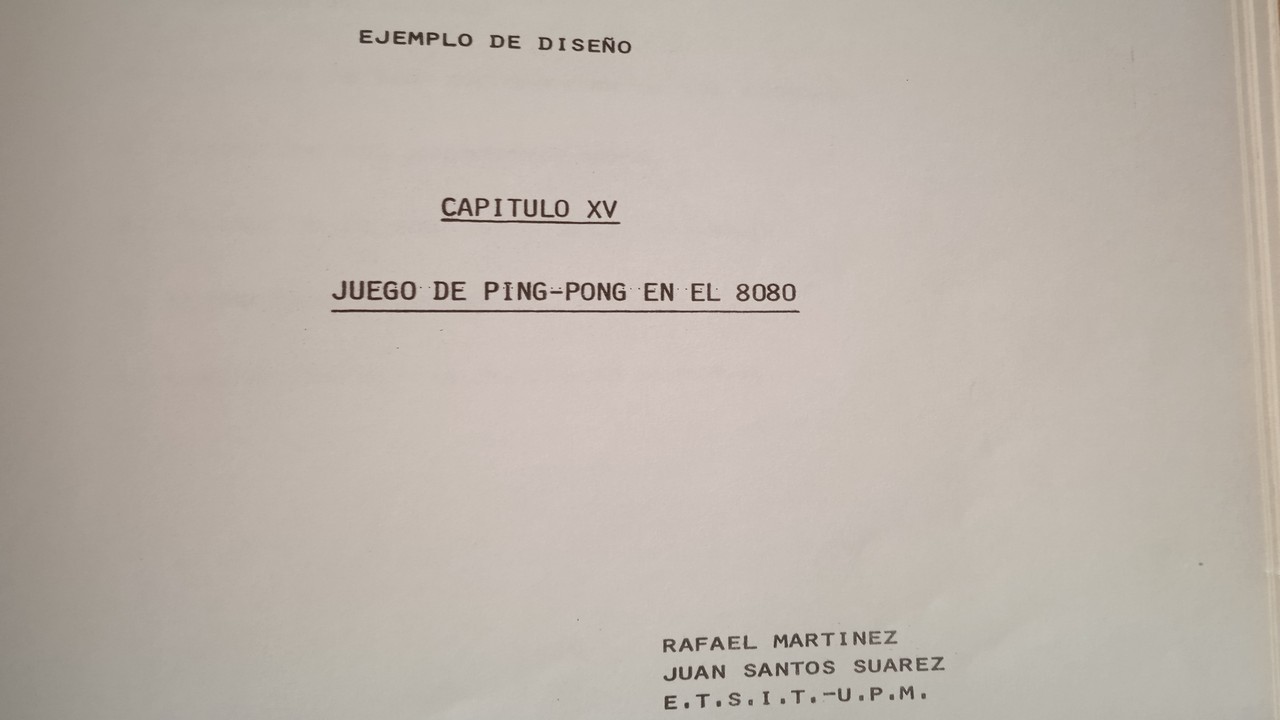 EJEMPLO DE DISEÑO
CAPITULO XV
JUEGO DE PING-PONG EN EL 8080
RAFAEL MARTINEZ
JUAN SANTOS SUAREZ
E.T.S.I.T.-U.P.M.